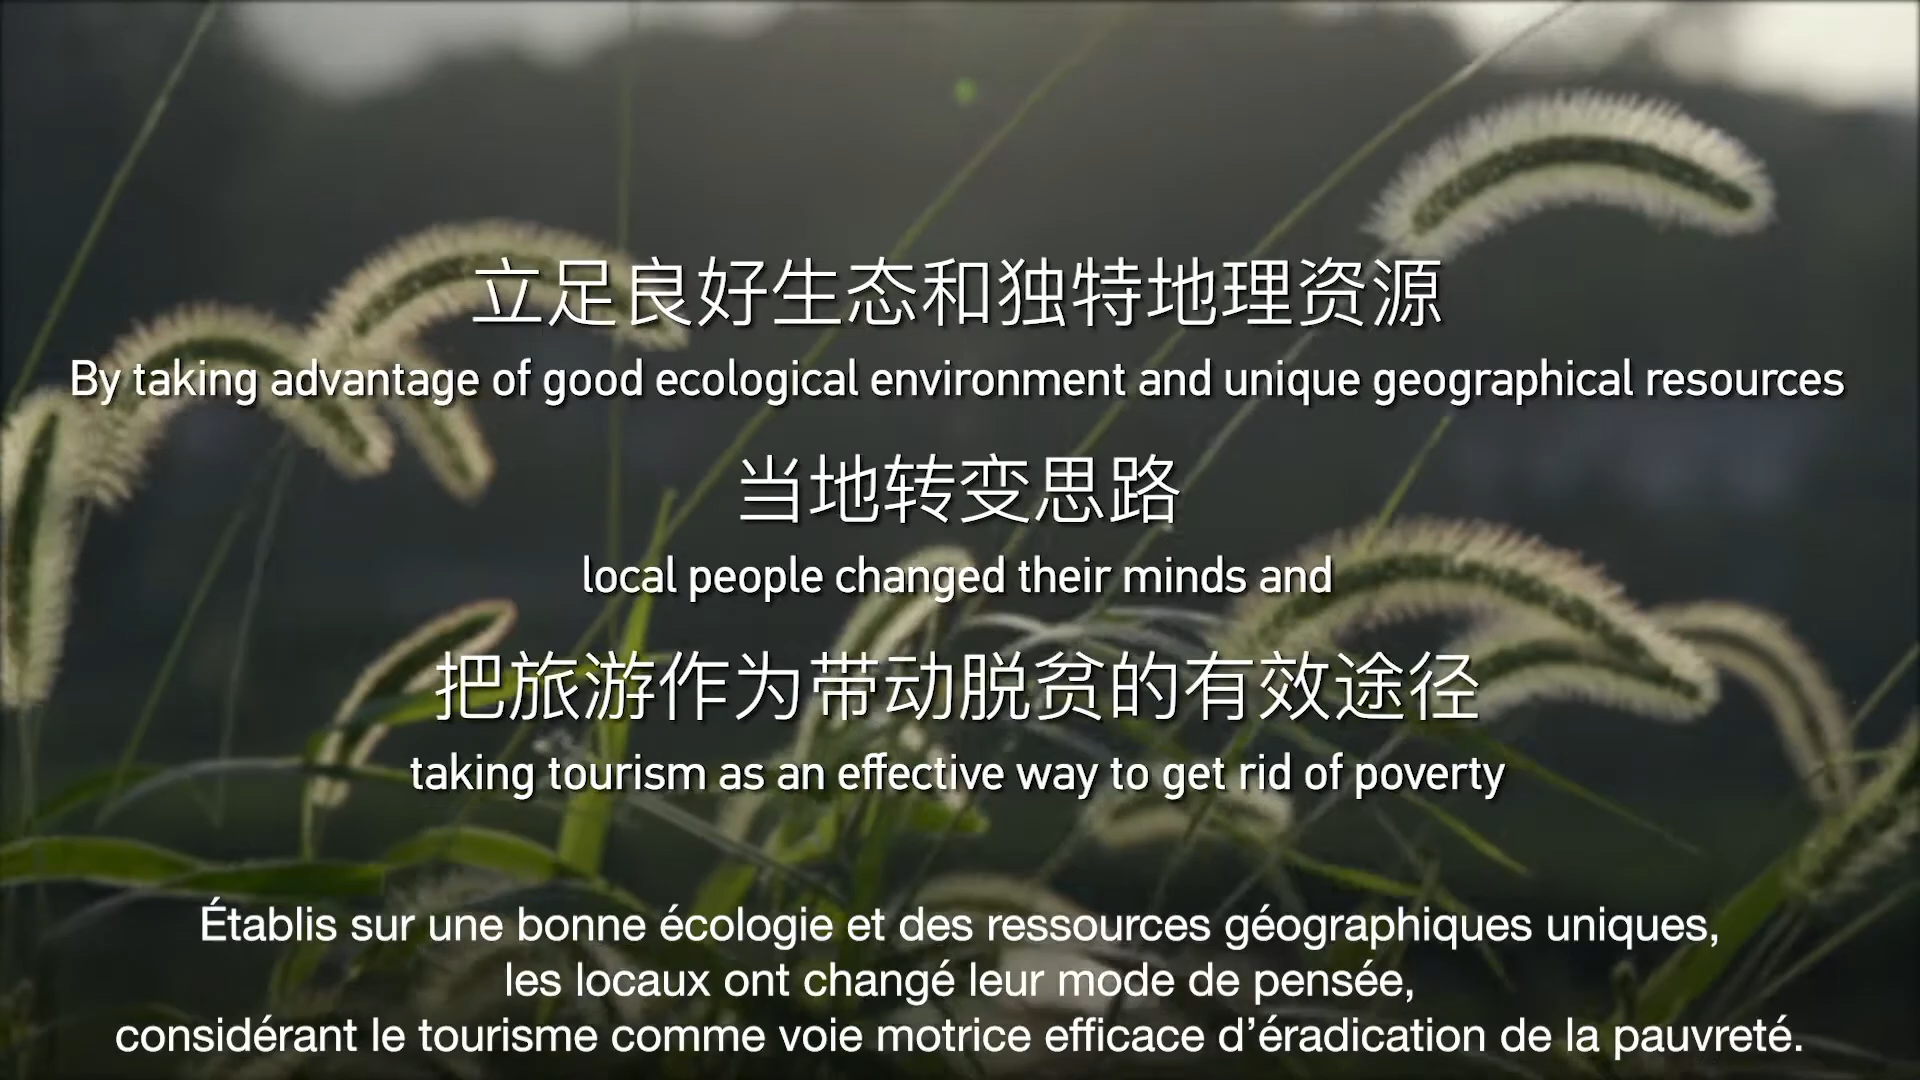 立足良好生态和独特地理资源
By taking advantage of good ecological environment and unique geographical resources
当地转变思路
local people changed their minds and
把旅游作为带动脱贫的有效途径
taking tourism as an effective way to get rid of poverty
Établis sur une bonne écologie et des ressources géographiques uniques,
les locaux ont changé leur mode de pensée,
considérant le tourisme comme voie motrice efficace d’éradication de la pauvreté.